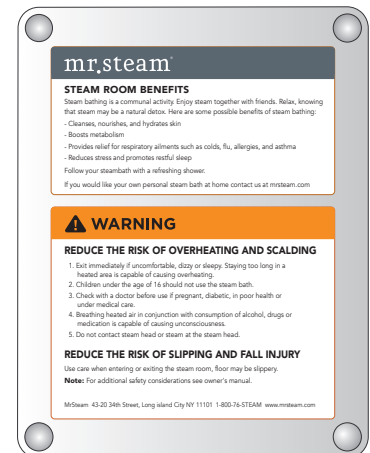 mr.steam®
STEAM ROOM BENEFITS
Steam bathing is a communal activity. Enjoy steam together with friends. Relax, knowing
that steam may be a natural detox. Here are some possible benefits of steam bathing:
- Cleanses, nourishes, and hydrates skin
- Boosts metabolism
- Provides relief for respiratory ailments such as colds, flu, allergies, and asthma
- Reduces stress and promotes restful sleep
Follow your steambath with a refreshing shower.
If you would like your own personal steam bath at home contact us at mrsteam.com
WARNING
REDUCE THE RISK OF OVERHEATING AND SCALDING
1. Exit immediately if uncomfortable, dizzy or sleepy. Staying too long in a
heated area is capable of causing overheating.
2. Children under the age of 16 should not use the steam bath.
3. Check with a doctor before use if pregnant, diabetic, in poor health or
under medical care.
4. Breathing heated air in conjunction with consumption of alcohol, drugs or
medication is capable of causing unconsciousness.
5. Do not contact steam head or steam at the steam head.
REDUCE THE RISK OF SLIPPING AND FALL INJURY
Use care when entering or exiting the steam room, floor may be slippery.
Note: For additional safety considerations see owner's manual.
MrSteam 43-20 34th Street, Long island City NY 11101 1-800-76-STEAM www.mrsteam.com